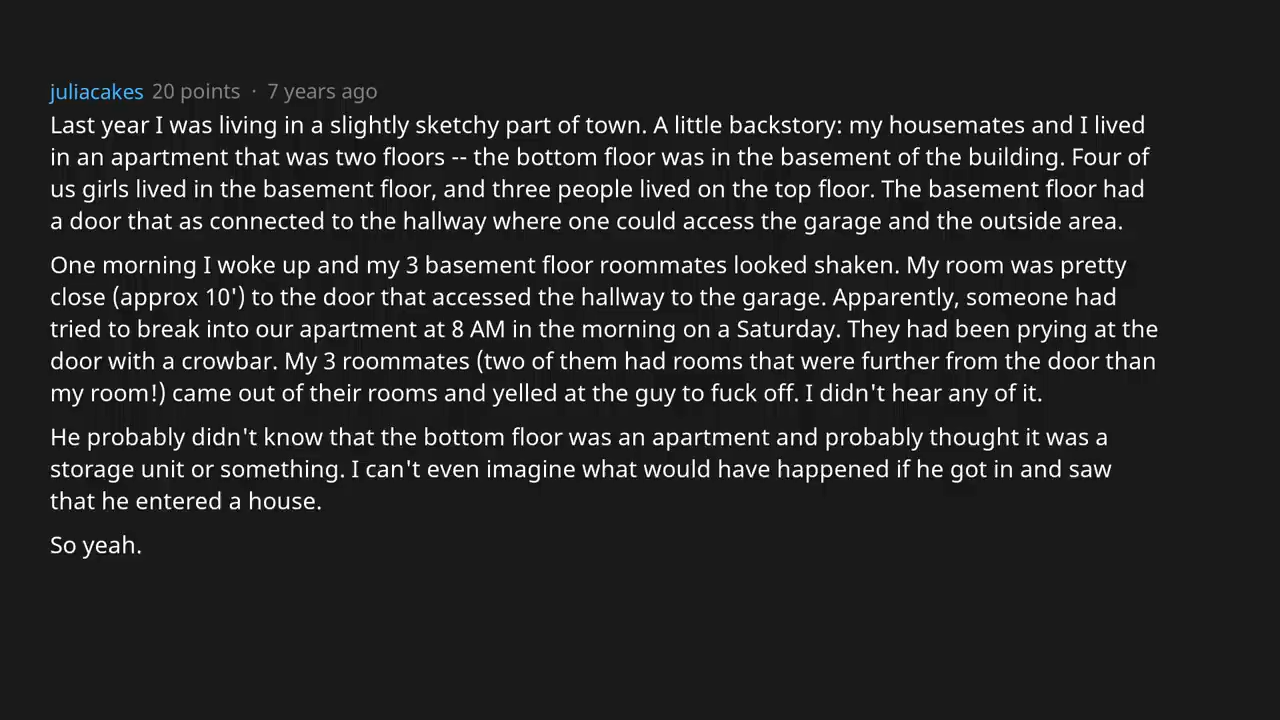 juliacakes 20 points · 7 years ago
Last year I was living in a slightly sketchy part of town. A little backstory: my housemates and I lived
in an apartment that was two floors -- the bottom floor was in the basement of the building. Four of
us girls lived in the basement floor, and three people lived on the top floor. The basement floor had
a door that as connected to the hallway where one could access the garage and the outside area.
One morning I woke up and my 3 basement floor roommates looked shaken. My room was pretty
close (approx 10') to the door that accessed the hallway to the garage. Apparently, someone had
tried to break into our apartment at 8 AM in the morning on a Saturday. They had been prying at the
door with a crowbar. My 3 roommates (two of them had rooms that were further from the door than
my room!) came out of their rooms and yelled at the guy to fuck off. I didn't hear any of it.
He probably didn't know that the bottom floor was an apartment and probably thought it was a
storage unit or something. I can't even imagine what would have happened if he got in and saw
that he entered a house.
So yeah.